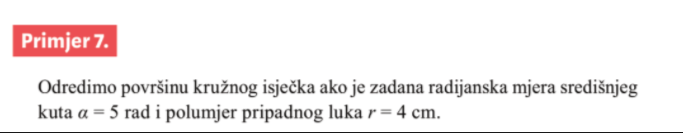 Primjer 7.
Odredimo površinu kružnog isječka ako je zadana radijanska mjera središnjeg
kuta α = 5 rad i polumjer pripadnog luka r = 4 cm.